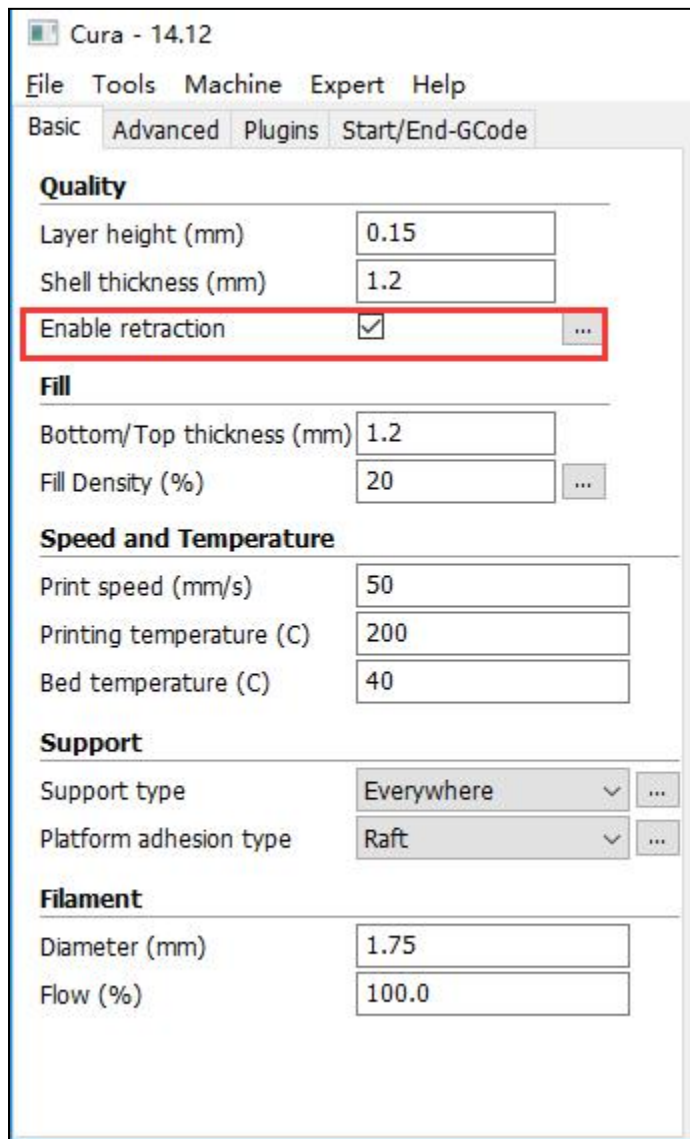 Cura - 14.12
File Tools Machine Expert Help
Basic Advanced Plugins Start/End-GCode
Quality
Layer height (mm) 0.15
Shell thickness (mm) 1.2
Enable retraction ...
Fill
Bottom/Top thickness (mm) 1.2
Fill Density (%) 20 ...
Speed and Temperature
Print speed (mm/s) 50
Printing temperature (C) 200
Bed temperature (C) 40
Support
Support type Everywhere ...
Platform adhesion type Raft ...
Filament
Diameter (mm) 1.75
Flow (%) 100.0